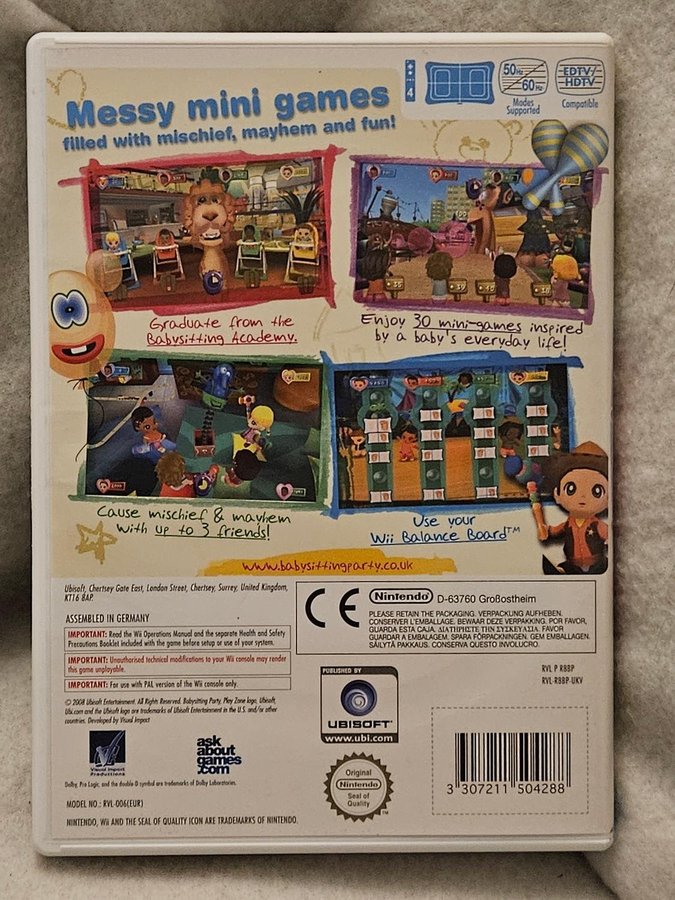 Messy mini games
filled with mischief, mayhem and fun!
4
50Hz
60Hz
Modes
Supported
EDTV/
HDTV
Compatible
Graduate from the
Babysitting Academy.
Enjoy 30 mini-games inspired
by a baby's everyday life!
Cause mischief & mayhem
with up to 3 friends!
Use your
Wii Balance Board™
www.babysittingparty.co.uk
Ubisoft, Chertsey Gate East, London Street, Chertsey, Surrey, United Kingdom,
KT16 8AP.
ASSEMBLED IN GERMANY
IMPORTANT: Read the Wii Operations Manual and the separate Health and Safety
Precautions Booklet included with the game before setup or use of your system.
IMPORTANT: Unauthorised technical modifications to your Wii console may render
this game unplayable.
IMPORTANT: For use with PAL version of the Wii console only.
© 2008 Ubisoft Entertainment. All Rights Reserved. Babysitting Party, Play Zone logo, Ubisoft,
Ubi.com and the Ubisoft logo are trademarks of Ubisoft Entertainment in the U.S. and/or other
countries. Developed by Visual Impact
Visual Impact
Productions
ask
about
games
.com
Dolby, Pro Logic, and the double-D symbol are trademarks of Dolby Laboratories.
MODEL NO.: RVL-006(EUR)
NINTENDO, Wii AND THE SEAL OF QUALITY ICON ARE TRADEMARKS OF NINTENDO.
CE
Nintendo® D-63760 Großostheim
PLEASE RETAIN THE PACKAGING. VERPACKUNG AUFHEBEN.
CONSERVER L'EMBALLAGE. BEWAAR DEZE VERPAKKING. POR FAVOR,
GUARDA ESTA CAJA. ΔΙΑΤΗΡΗΣΤΕ ΤΗ ΣΥΣΚΕΥΑΣΙΑ. FAVOR
GUARDAR A EMBALAGEM. SPARA FÖRPACKNINGEN. GEM EMBALLAGEN.
SÄILYTÄ PAKKAUS. CONSERVA QUESTO INVOLUCRO.
PUBLISHED BY
UBISOFT™
www.ubi.com
Original
Nintendo
Seal of
Quality
™
RVL P RBBP
RVL-RBBP-UKV
3 307211 504288